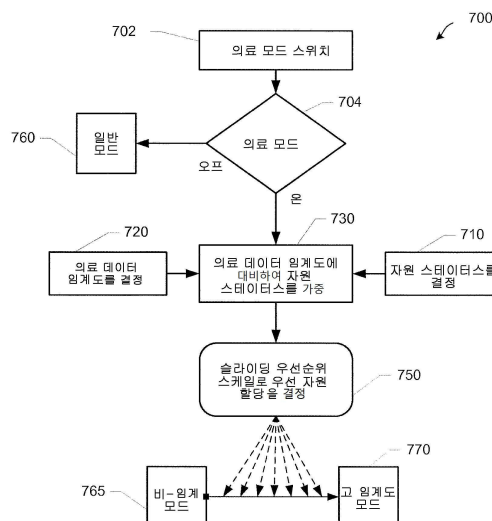 700
702
의료 모드 스위치
704
760
일반
모드
의료 모드
오프
온
720
730
710
의료 데이터
임계도를 결정
의료 데이터 임계도에
대비하여 자원
스테이터스를 가중
자원 스테이터스를
결정
슬라이딩 우선순위
스케일로 우선 자원
할당을 결정
750
770
765
비-임계
모드
고 임계도
모드